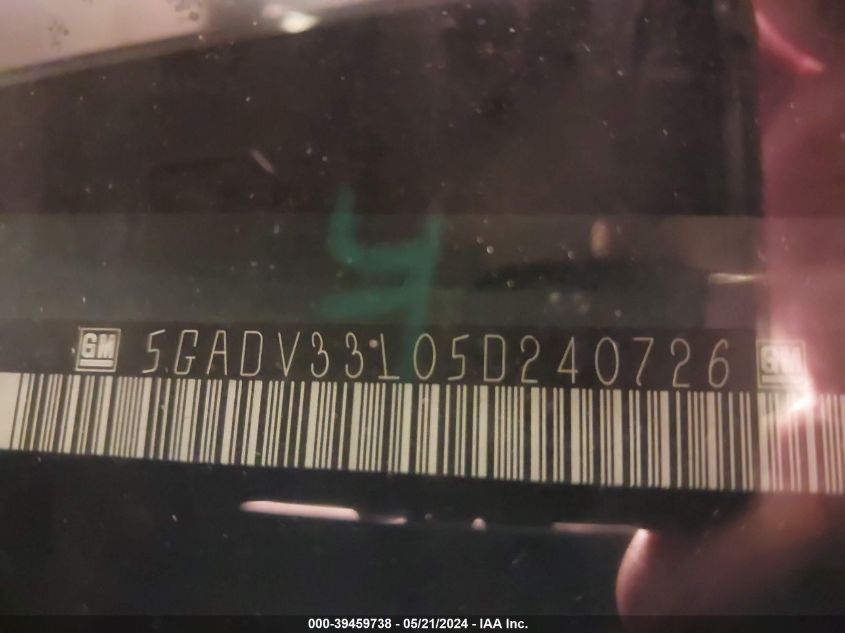 GM 5GADV33105D240726 GM
000-39459738 - 05/21/2024 - IAA Inc.